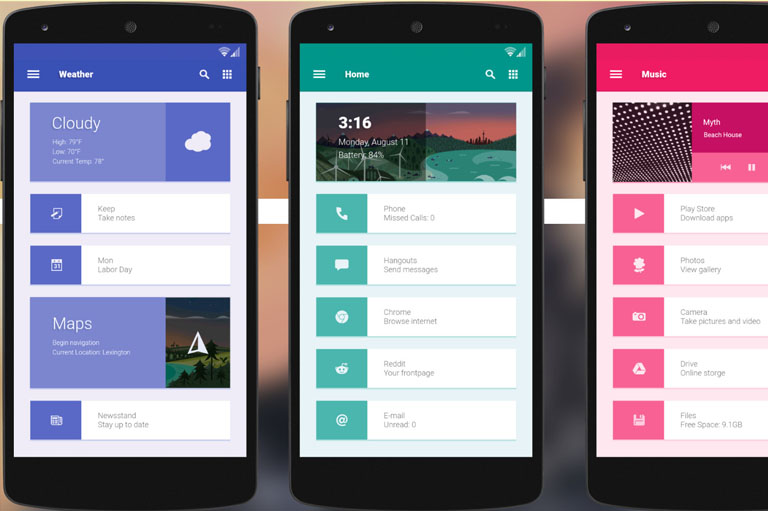 Weather
Cloudy
High: 79°F
Low: 70°F
Current Temp: 78°
Keep
Take notes
31
Mon
Labor Day
Maps
Begin navigation
Current Location: Lexington
Newsstand
Stay up to date
Home
3:16
Monday, August 11
Battery: 84%
Phone
Missed Calls: 0
Hangouts
Send messages
Chrome
Browse internet
Reddit
Your frontpage
@
E-mail
Unread: 0
Music
Myth
Beach House
Play Store
Download apps
Photos
View gallery
Camera
Take pictures and video
Drive
Online storge
Files
Free Space: 9.1GB